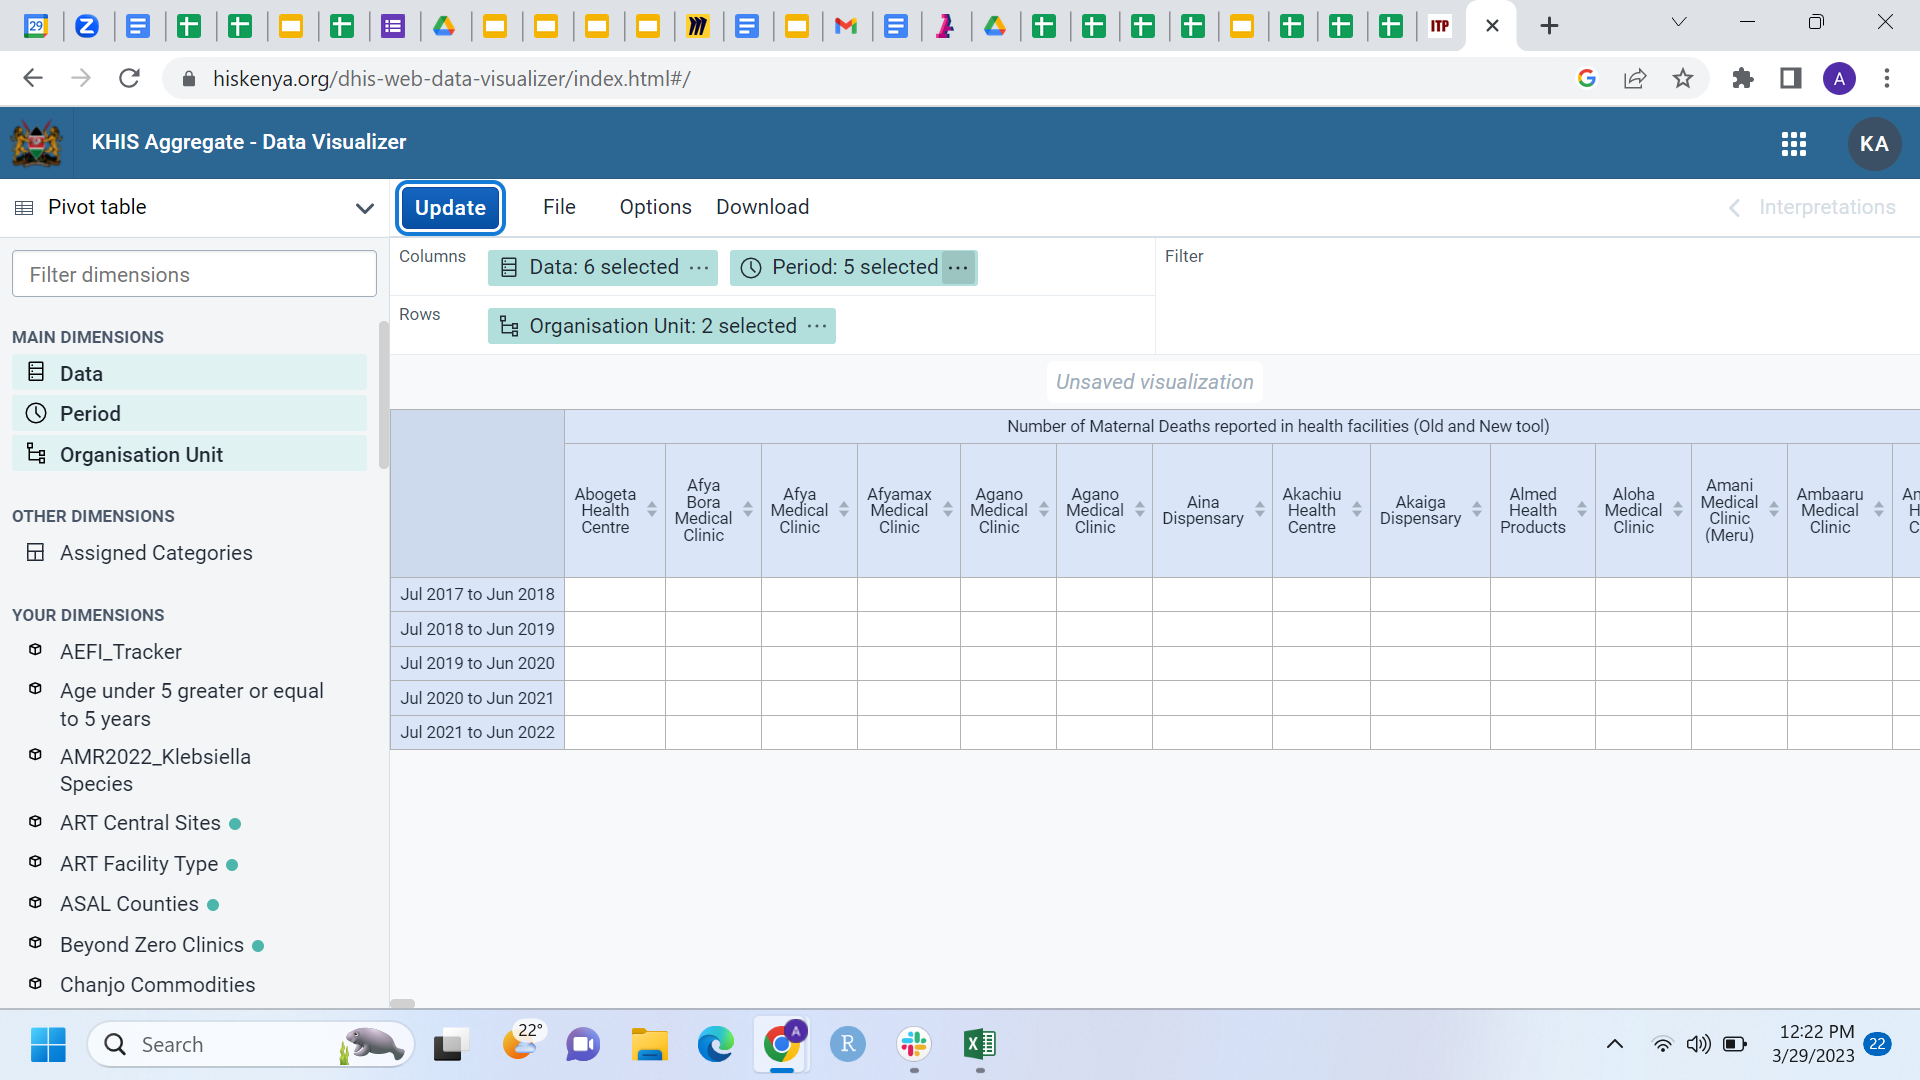 29
Z
ITP
hiskenya.org/dhis-web-data-visualizer/index.html#/
A
KHIS Aggregate - Data Visualizer
KA
Pivot table
Update
File
Options
Download
Interpretations
Filter dimensions
Columns
Data: 6 selected
Period: 5 selected
Filter
Rows
Organisation Unit: 2 selected
MAIN DIMENSIONS
Data
Period
Organisation Unit
OTHER DIMENSIONS
Assigned Categories
YOUR DIMENSIONS
AEFI_Tracker
Age under 5 greater or equal
to 5 years
AMR2022_Klebsiella
Species
ART Central Sites
ART Facility Type
ASAL Counties
Beyond Zero Clinics
Chanjo Commodities
Unsaved visualization
Number of Maternal Deaths reported in health facilities (Old and New tool)
Abogeta
Health
Centre
Afya
Bora
Medical
Clinic
Afya
Medical
Clinic
Afyamax
Medical
Clinic
Agano
Medical
Clinic
Agano
Medical
Clinic
Aina
Dispensary
Akachiu
Health
Centre
Akaiga
Dispensary
Almed
Health
Products
Aloha
Medical
Clinic
Amani
Medical
Clinic
(Meru)
Ambaaru
Medical
Clinic
Jul 2017 to Jun 2018
Jul 2018 to Jun 2019
Jul 2019 to Jun 2020
Jul 2020 to Jun 2021
Jul 2021 to Jun 2022
Search
22°
A
R
X
12:22 PM
3/29/2023
22